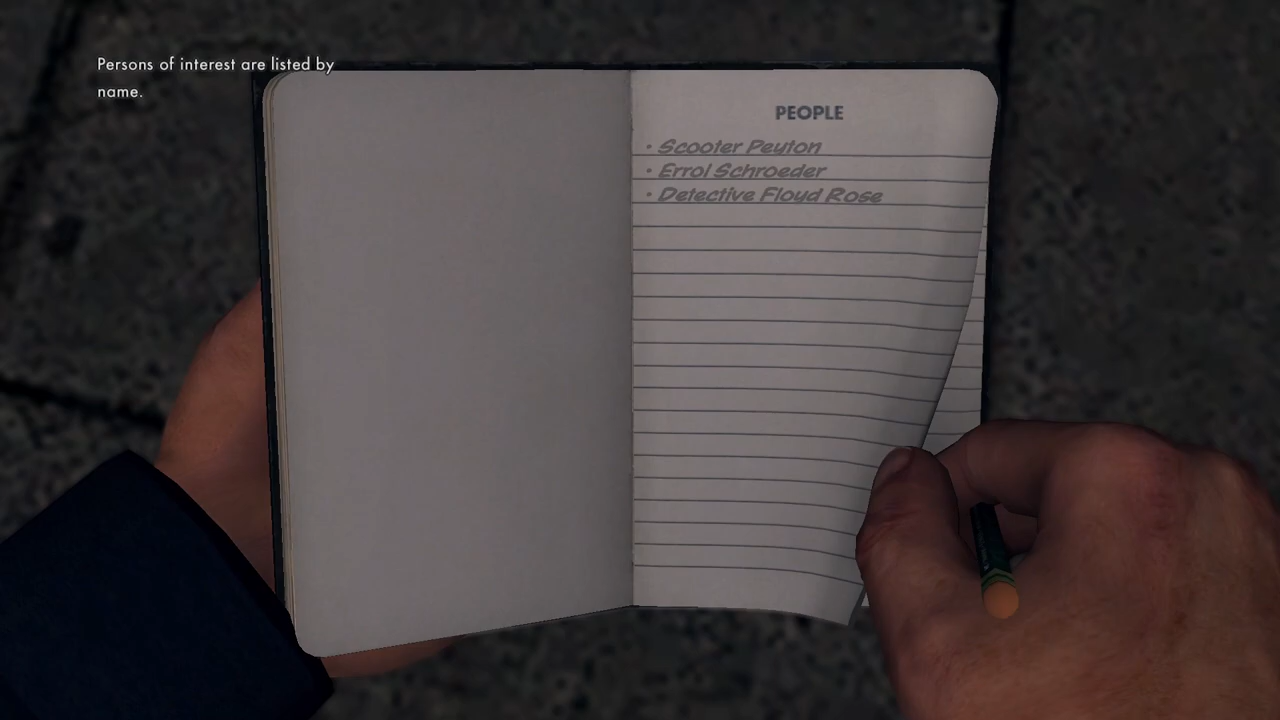 Persons of interest are listed by
name.
PEOPLE
• Scooter Peyton
• Errol Schroeder
• Detective Floyd Rose